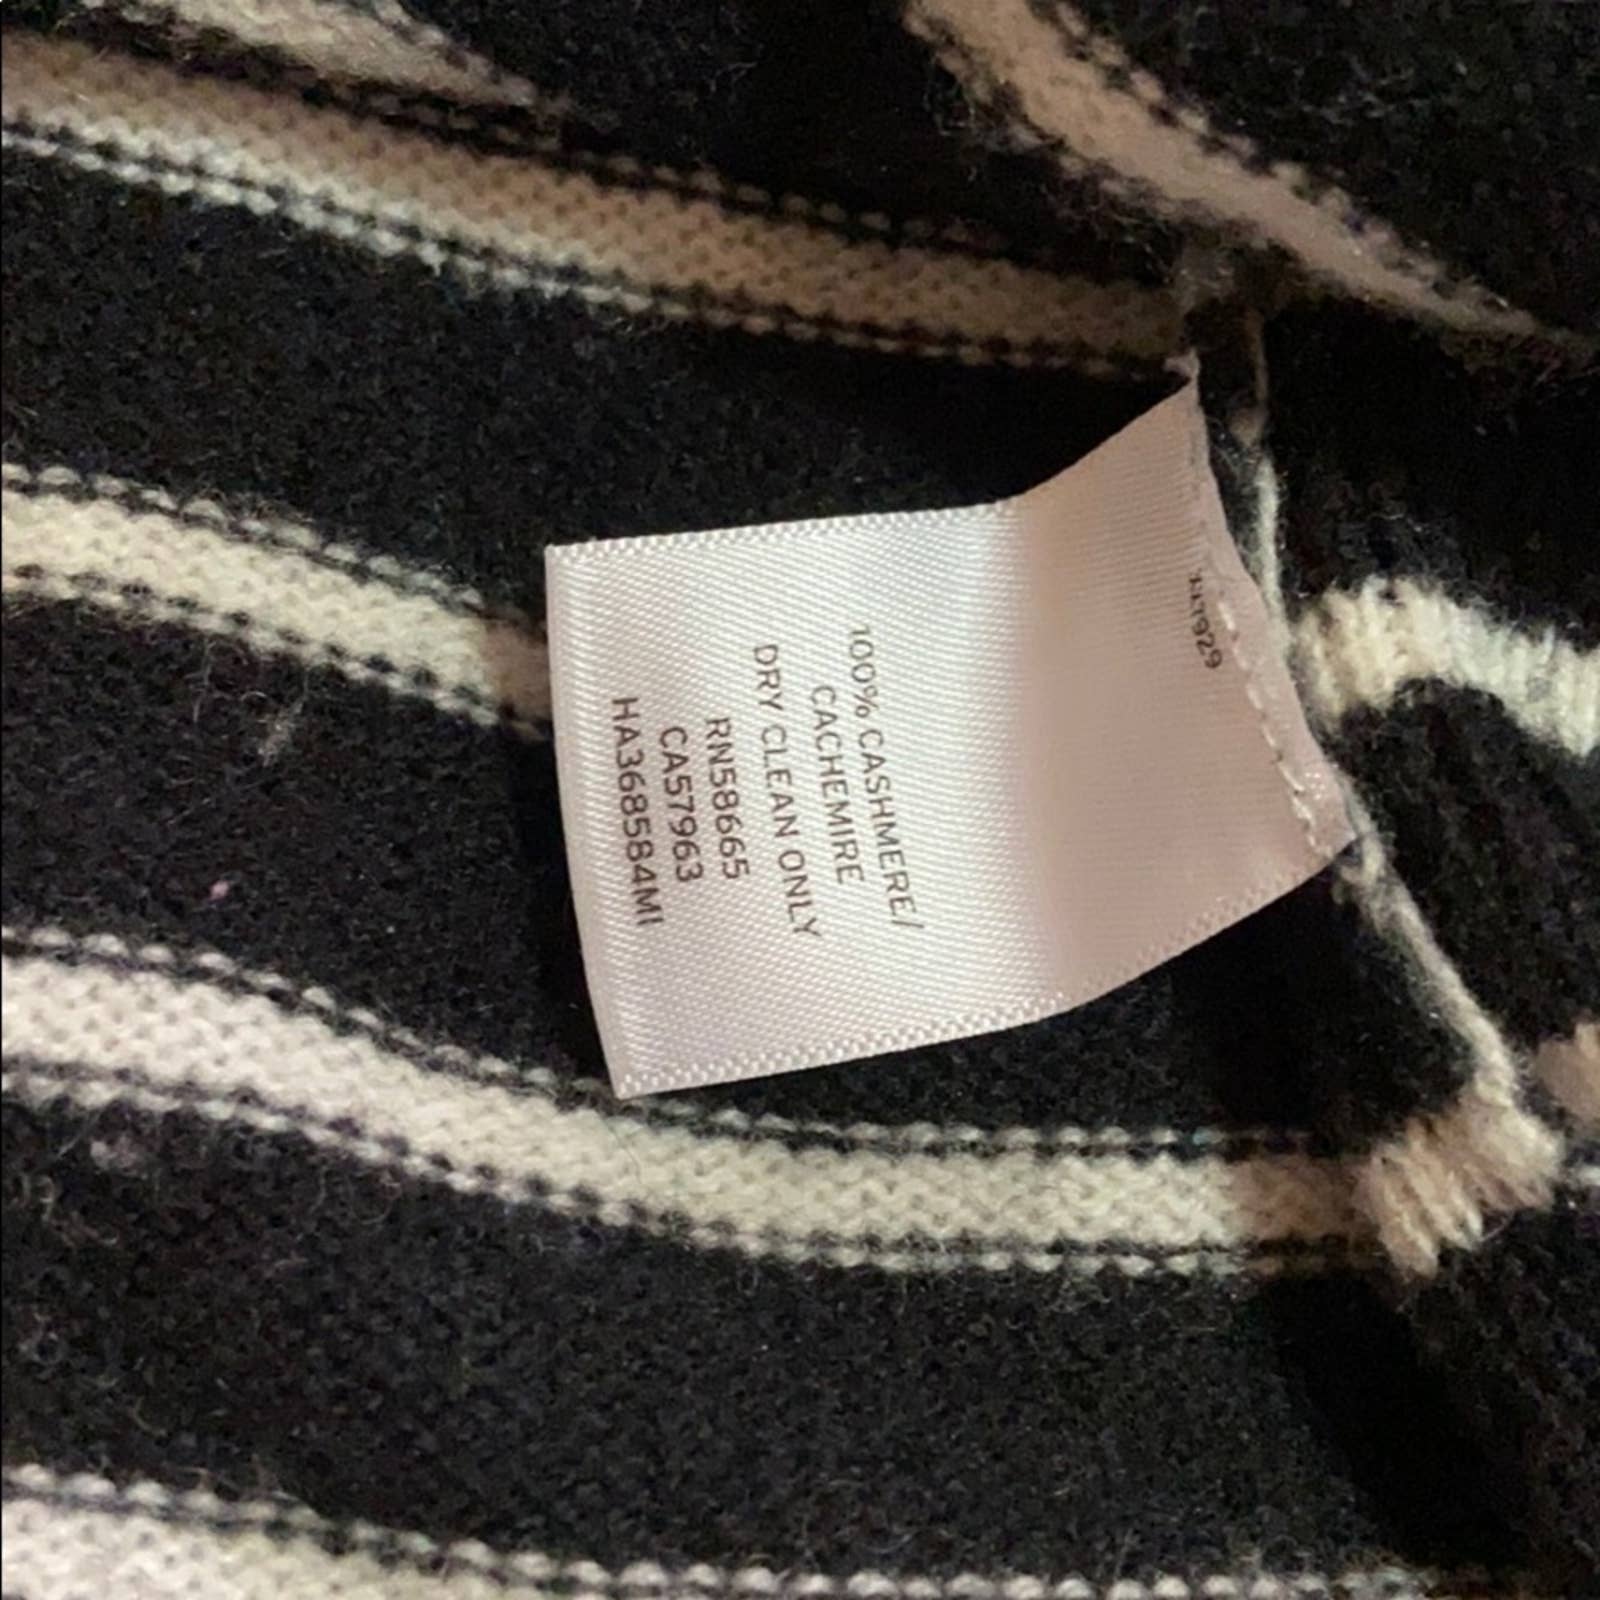 100% CASHMERE/
CACHEMIRE
DRY CLEAN ONLY
RN58665
CA57963
HA368584MI